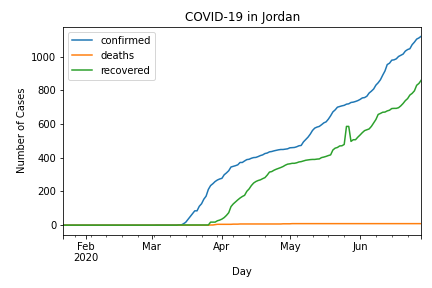 COVID-19 in Jordan
confirmed
deaths
recovered
1000
800
600
400
200
0
Number of Cases
Feb Mar Apr May Jun
2020
Day